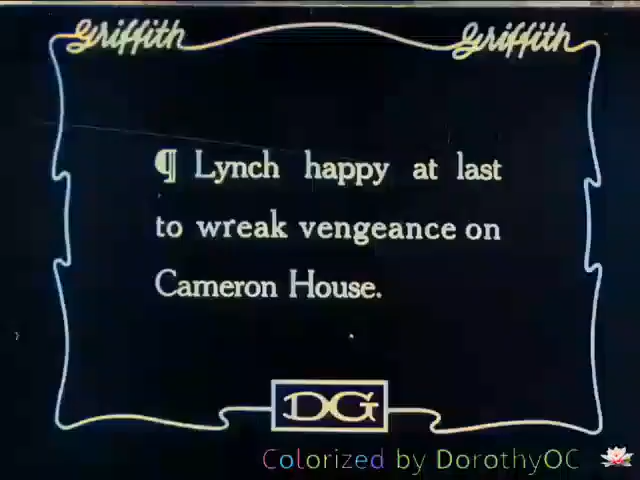 Griffith Griffith
¶ Lynch happy at last
to wreak vengeance on
Cameron House.
DG
Colorized by DorothyOC